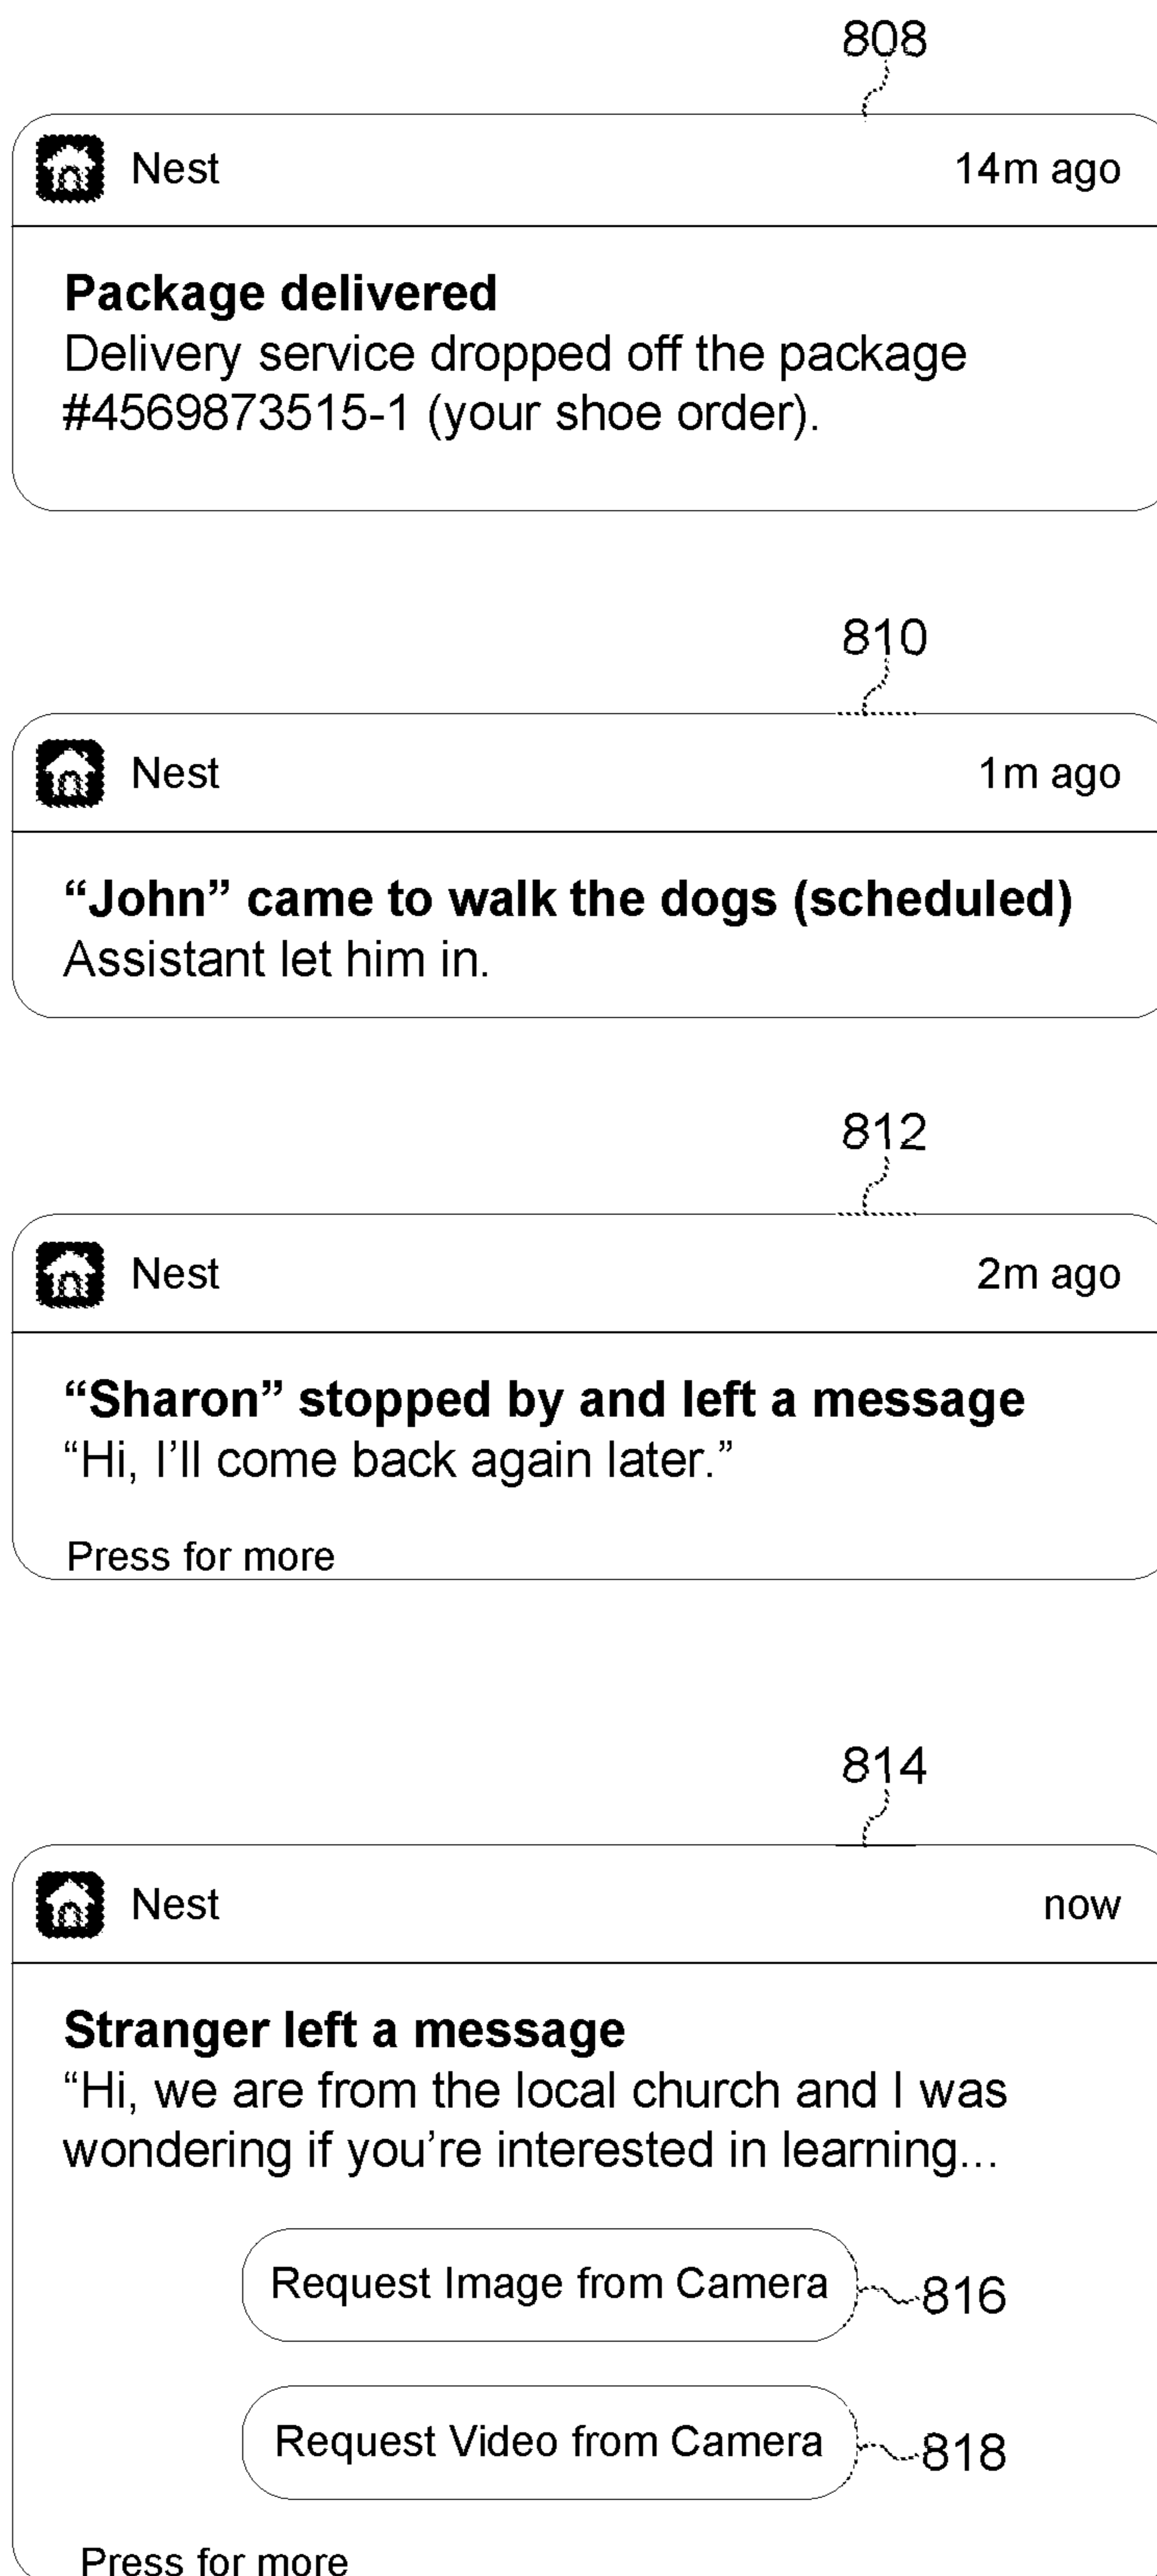 808
Nest 14m ago
Package delivered
Delivery service dropped off the package
#4569873515-1 (your shoe order).
810
Nest 1m ago
“John” came to walk the dogs (scheduled)
Assistant let him in.
812
Nest 2m ago
“Sharon” stopped by and left a message
“Hi, I’ll come back again later.”
Press for more
814
Nest now
Stranger left a message
“Hi, we are from the local church and I was
wondering if you’re interested in learning...
Request Image from Camera 816
Request Video from Camera 818
Press for more